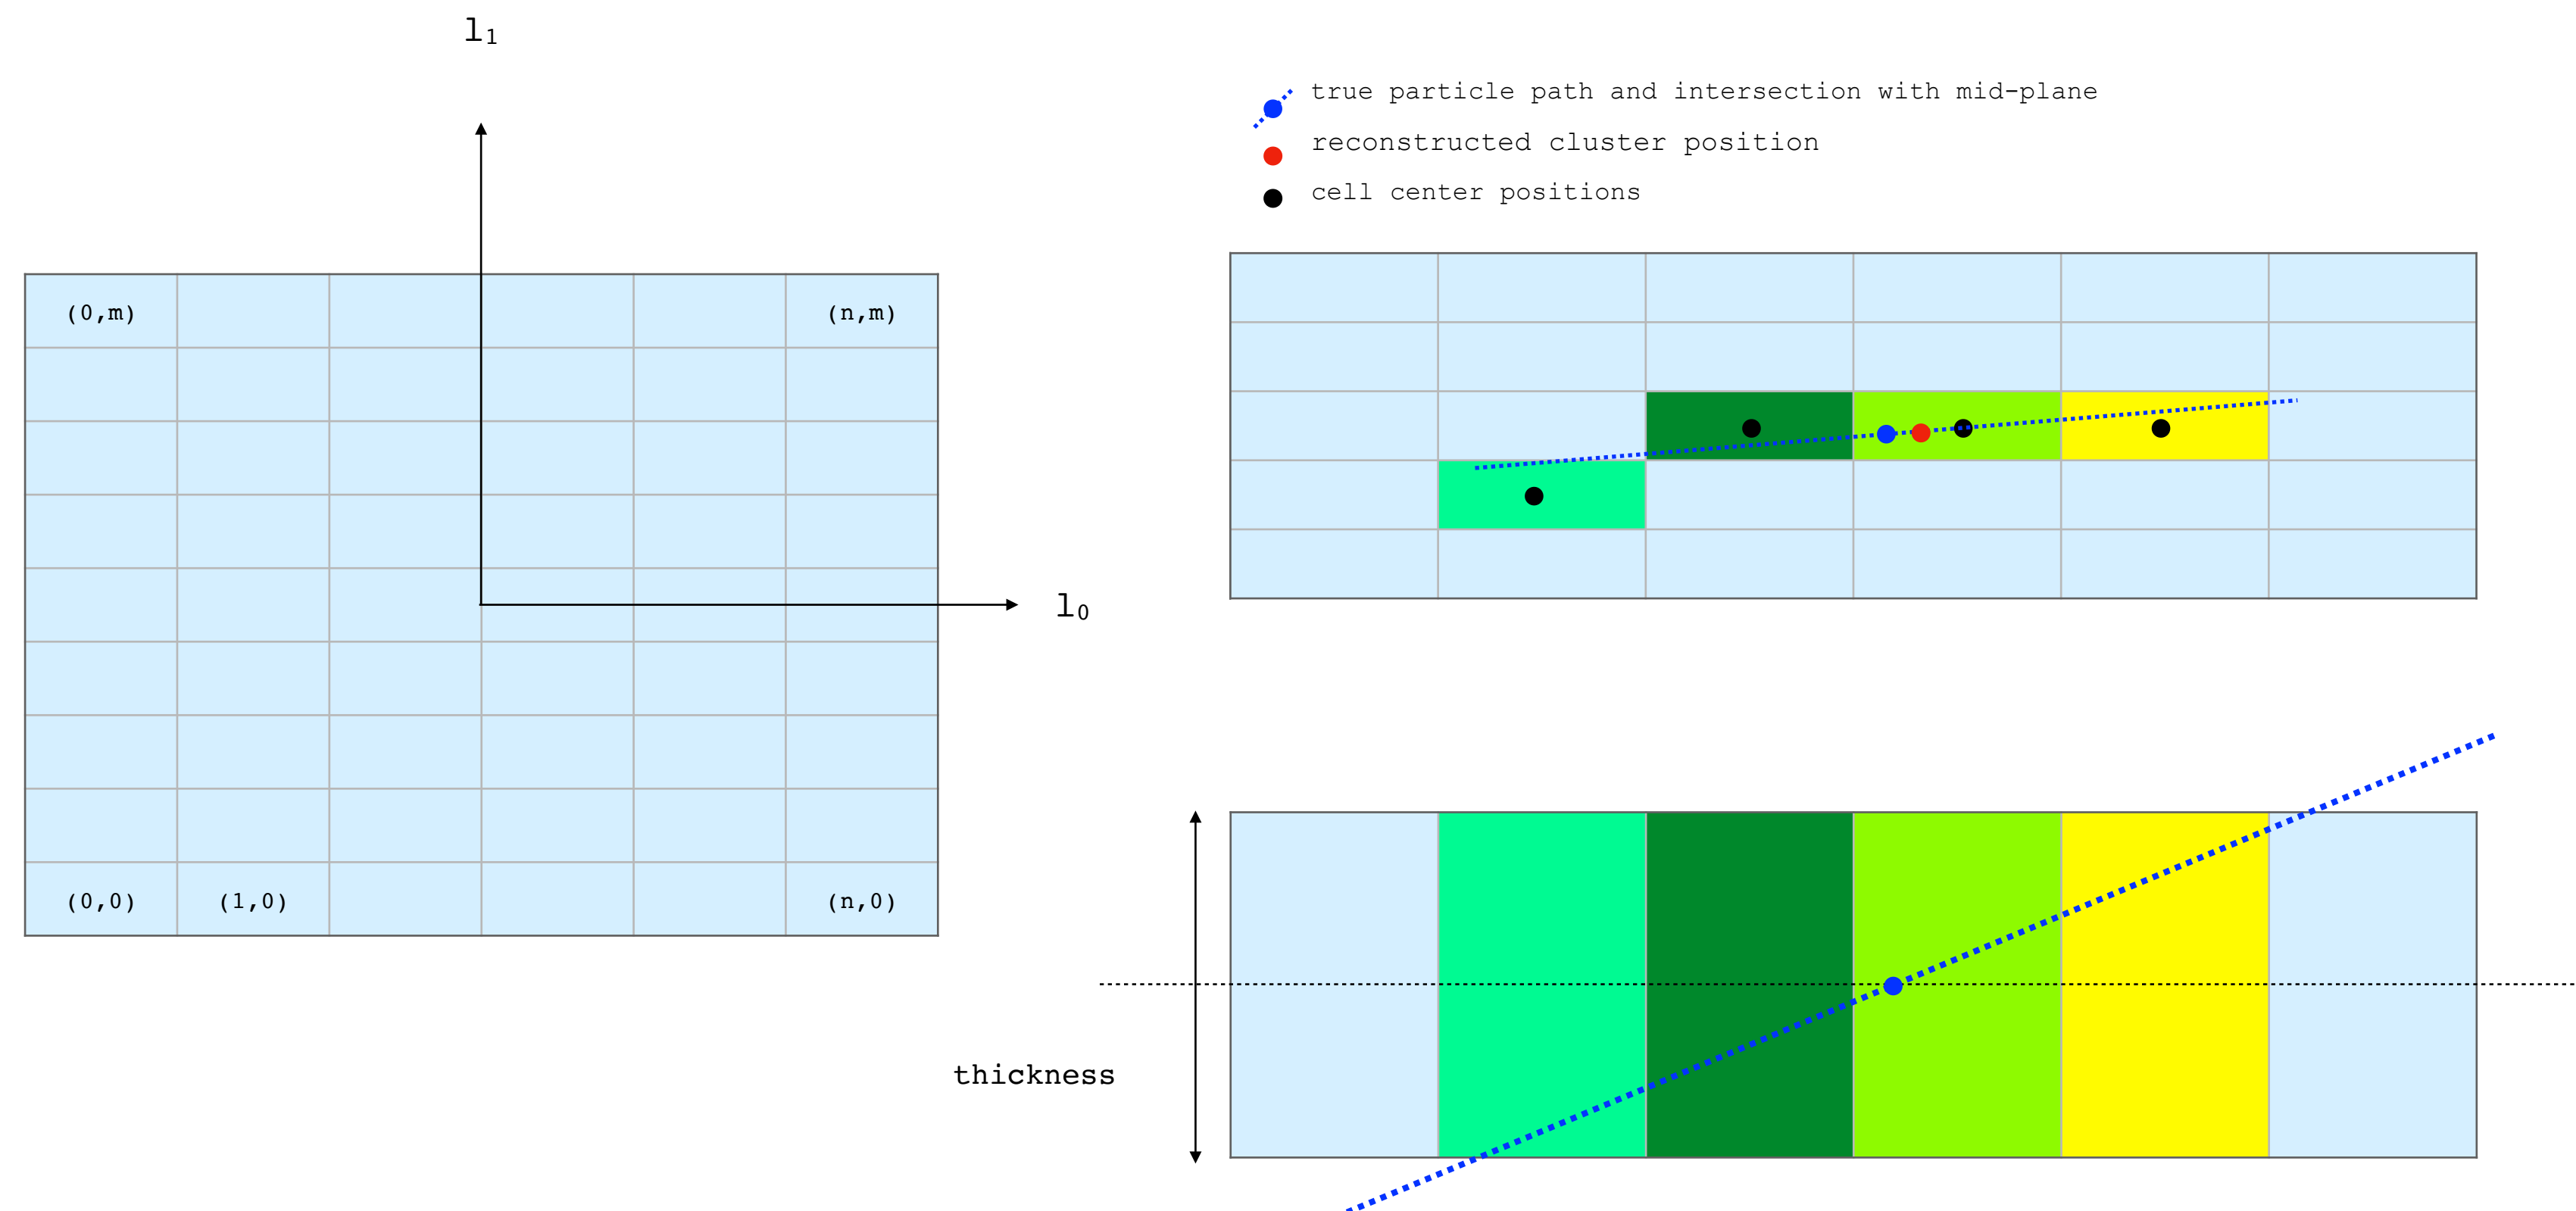 l₁
true particle path and intersection with mid-plane
reconstructed cluster position
cell center positions
(0,m) (n,m)
l₀
(0,0) (1,0) (n,0)
thickness